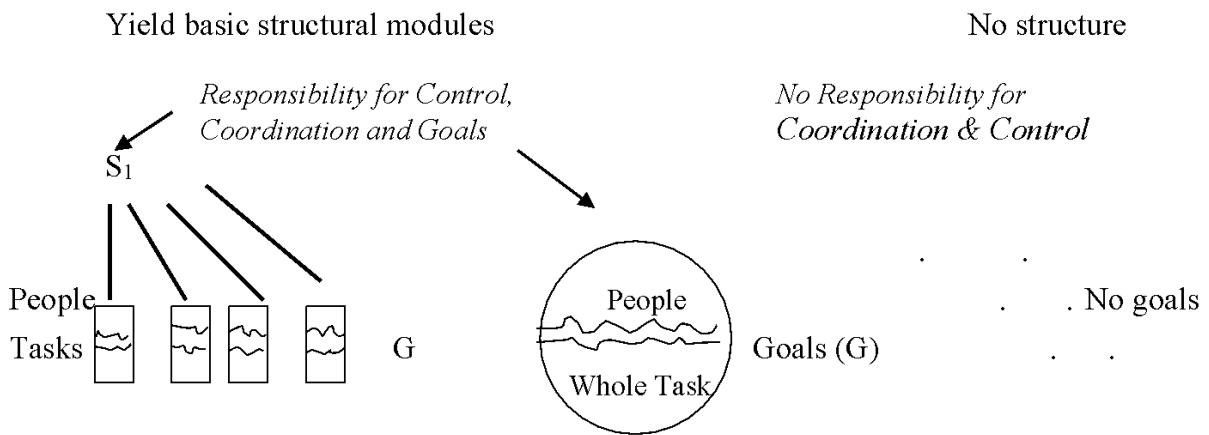 Yield basic structural modules
No structure
Responsibility for Control,
Coordination and Goals
No Responsibility for
Coordination & Control
S1
People
Tasks
G
People
Whole Task
Goals (G)
No goals